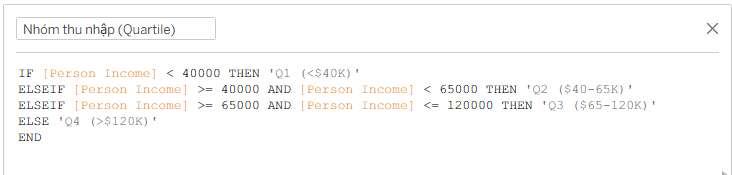 Nhóm thu nhập (Quartile)
IF [Person Income] < 40000 THEN 'Q1 (<$40K)'
ELSEIF [Person Income] >= 40000 AND [Person Income] < 65000 THEN 'Q2 ($40-65K)'
ELSEIF [Person Income] >= 65000 AND [Person Income] <= 120000 THEN 'Q3 ($65-120K)'
ELSE 'Q4 (>$120K)'
END